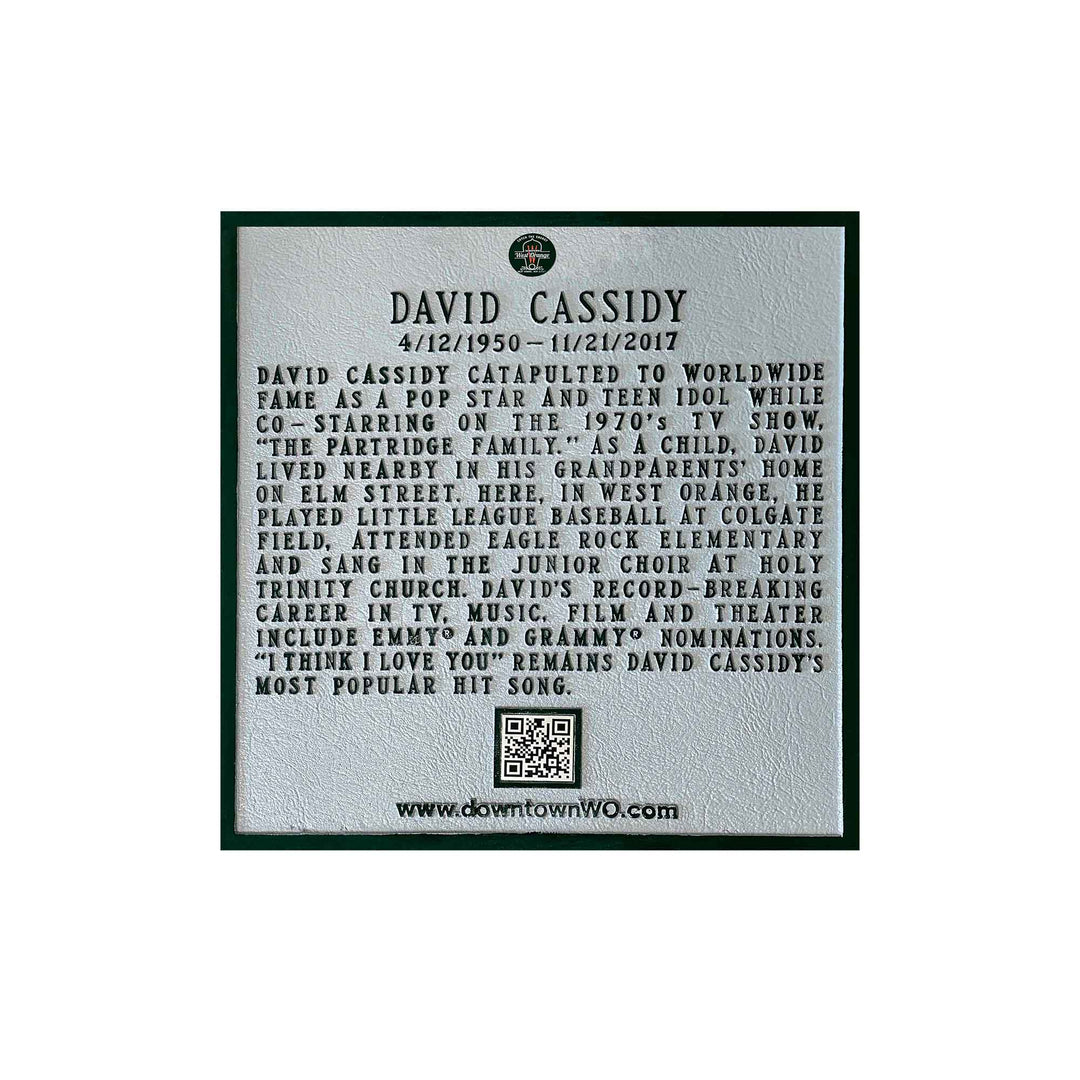 West Orange
DAVID CASSIDY
4/12/1950 – 11/21/2017
DAVID CASSIDY CATAPULTED TO WORLDWIDE
FAME AS A POP STAR AND TEEN IDOL WHILE
CO-STARRING ON THE 1970's TV SHOW,
“THE PARTRIDGE FAMILY.” AS A CHILD, DAVID
LIVED NEARBY IN HIS GRANDPARENTS’ HOME
ON ELM STREET. HERE, IN WEST ORANGE, HE
PLAYED LITTLE LEAGUE BASEBALL AT COLGATE
FIELD, ATTENDED EAGLE ROCK ELEMENTARY
AND SANG IN THE JUNIOR CHOIR AT HOLY
TRINITY CHURCH. DAVID’S RECORD-BREAKING
CAREER IN TV, MUSIC, FILM AND THEATER
INCLUDE EMMY® AND GRAMMY® NOMINATIONS.
“I THINK I LOVE YOU” REMAINS DAVID CASSIDY’S
MOST POPULAR HIT SONG.
www.downtownWO.com